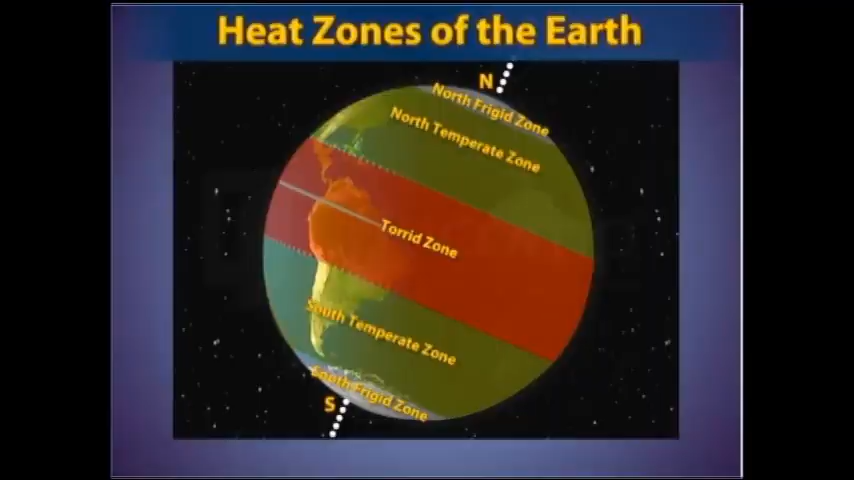 Heat Zones of the Earth
N
North Frigid Zone
North Temperate Zone
Torrid Zone
South Temperate Zone
South Frigid Zone
S